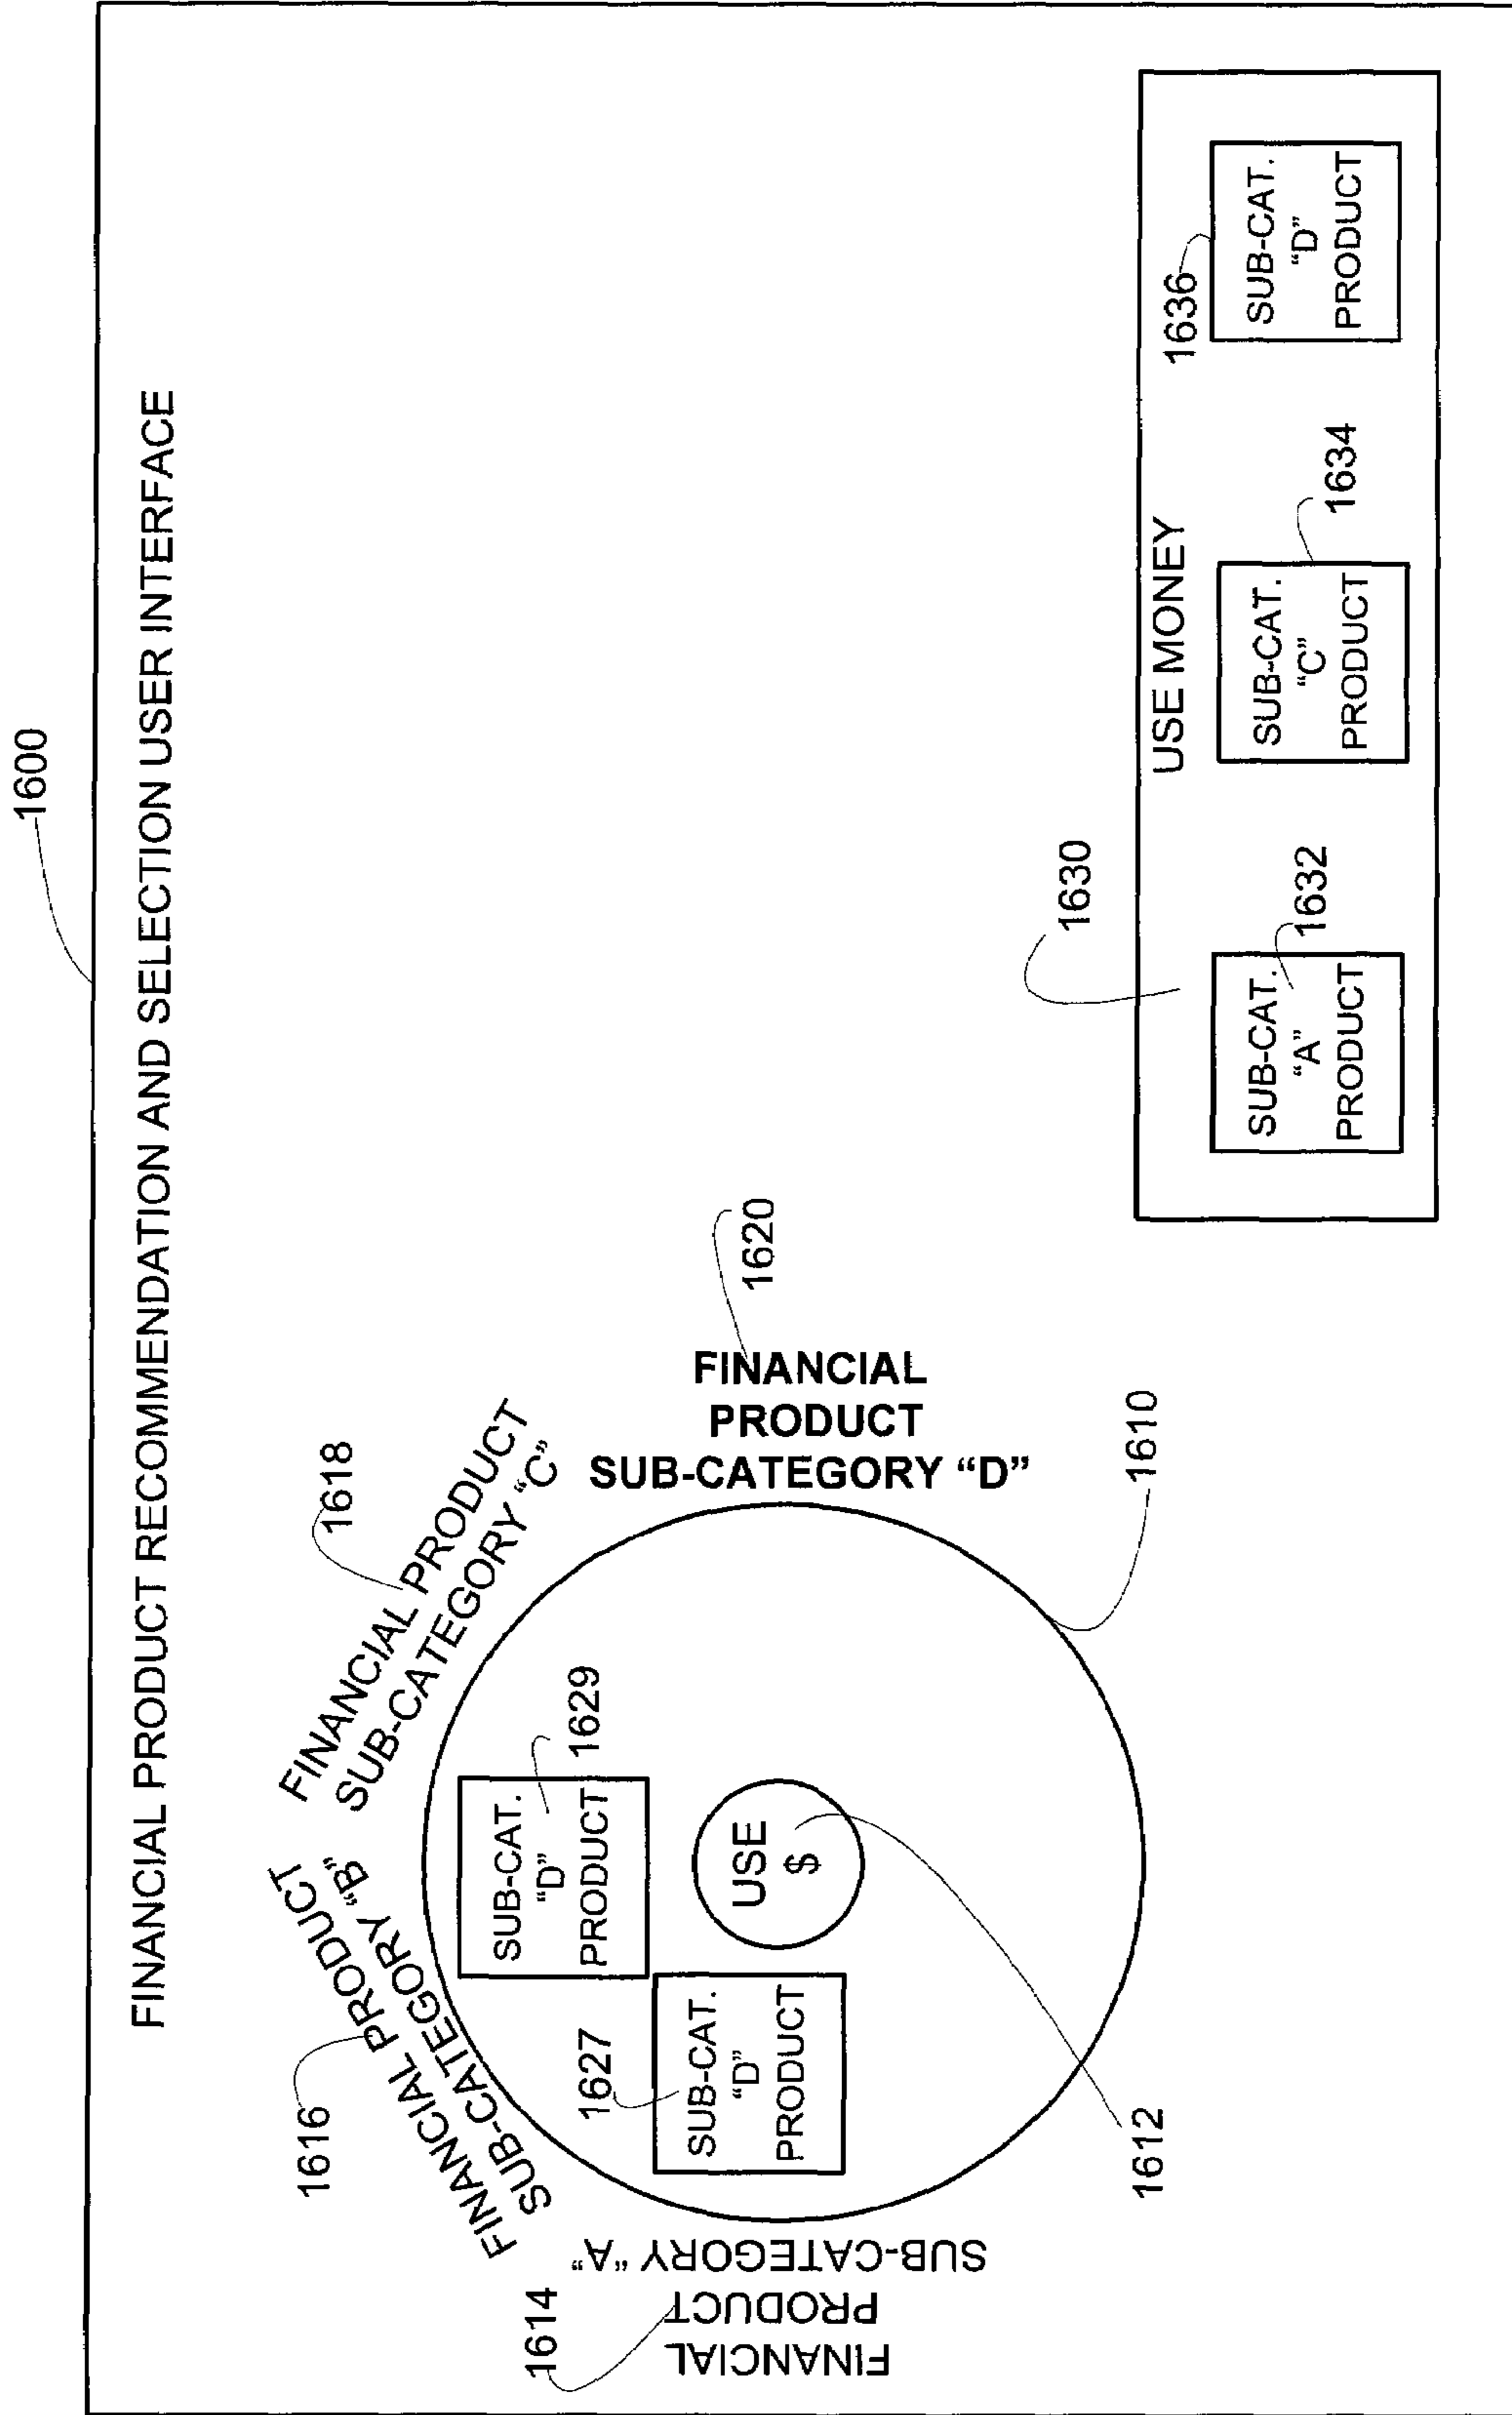 1600
FINANCIAL PRODUCT RECOMMENDATION AND SELECTION USER INTERFACE
1616
FINANCIAL PRODUCT
SUB-CATEGORY “B”
1618
FINANCIAL PRODUCT
SUB-CATEGORY “C”
1614
FINANCIAL
PRODUCT
SUB-CATEGORY “A”
1620
FINANCIAL
PRODUCT
SUB-CATEGORY “D”
1627
SUB-CAT.
“D”
PRODUCT
SUB-CAT.
“D”
PRODUCT
1629
USE
$
1612
1610
1630
USE MONEY
SUB-CAT.
“A”
PRODUCT
1632
SUB-CAT.
“C”
PRODUCT
1634
1636
SUB-CAT.
“D”
PRODUCT